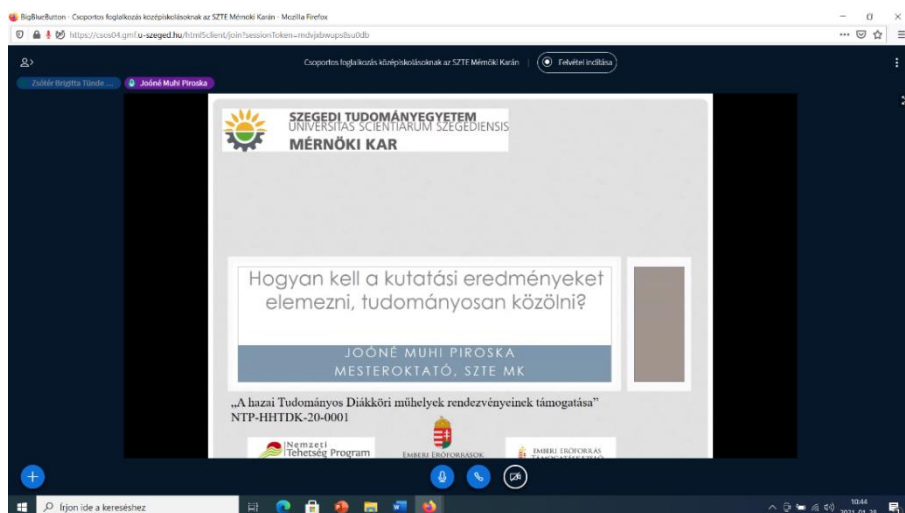 BigBlueButton - Csoportos foglalkozás középiskolásoknak az SZTE Mérnöki Karán - Mozilla Firefox
Csoportos foglalkozás középiskolásoknak az SZTE Mérnöki Karán
Felvétel indítása
Zsótér Brigitta Tünde ...
Joóné Muhi Piroska
SZEGEDI TUDOMÁNYEGYETEM
UNIVERSITAS SCIENTIARUM SZEGEDIENSIS
MÉRNÖKI KAR
Hogyan kell a kutatási eredményeket
elemezni, tudományosan közölni?
JOÓNÉ MUHI PIROSKA
MESTEROKTATÓ, SZTE MK
„A hazai Tudományos Diákköri műhelyek rendezvényeinek támogatása”
NTP-HHTDK-20-0001
Nemzeti
Tehetség Program
EMBERI ERŐFORRÁSOK
EMBERI ERŐFORRÁS
Írjon ide a kereséshez
10:44